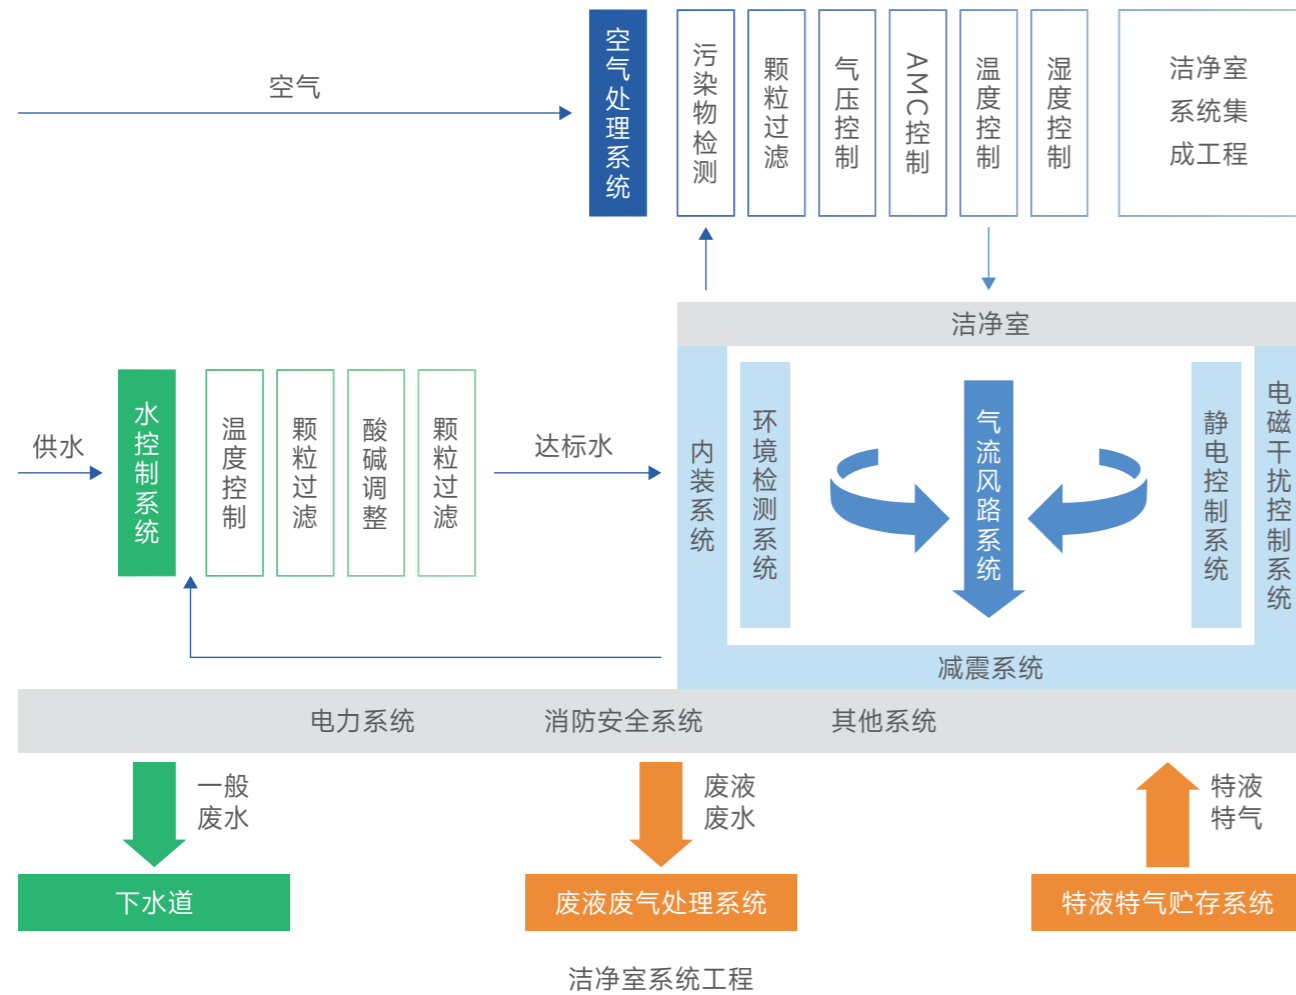 空气
空气处理系统
污染物检测
颗粒过滤
气压控制
AMC控制
温度控制
湿度控制
洁净室
系统集
成工程
洁净室
供水
水控制系统
温度控制
颗粒过滤
酸碱调整
颗粒过滤
达标水
内装系统
环境检测系统
气流风路系统
静电控制系统
电磁干扰控制系统
减震系统
电力系统
消防安全系统
其他系统
一般
废水
废液
废水
特液
特气
下水道
废液废气处理系统
特液特气贮存系统
洁净室系统工程